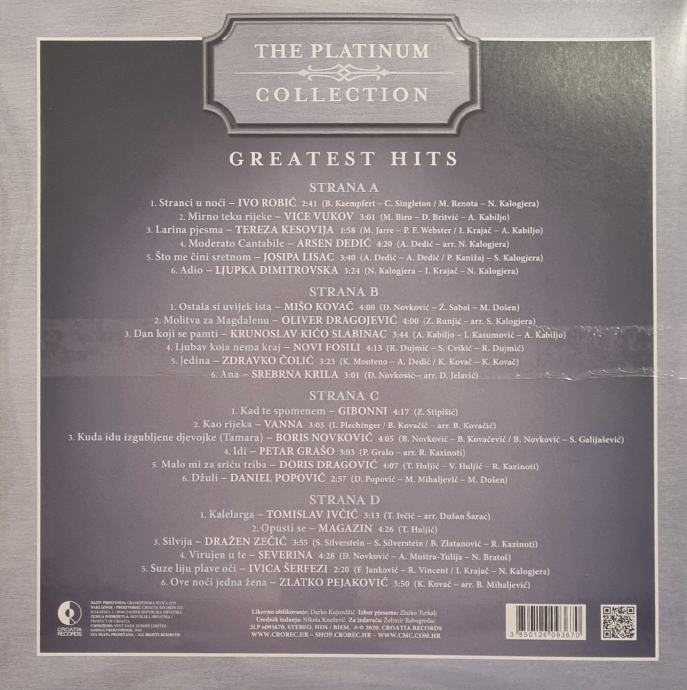 THE PLATINUM
COLLECTION
GREATEST HITS
STRANA A
1. Stranci u noći – IVO ROBIĆ 2:41 (B. Kaempfert – C. Singleton / M. Renota – N. Kalogjera)
2. Mirno teku rijeke – VICE VUKOV 3:01 (M. Biro – D. Britvić – A. Kabiljo)
3. Larina pjesma – TEREZA KESOVIJA 1:58 (M. Jarre – P. F. Webster / I. Krajač – A. Kabiljo)
4. Moderato Cantabile – ARSEN DEDIĆ 4:20 (A. Dedić – arr. N. Kalogjera)
5. Što me čini sretnom – JOSIPA LISAC 3:40 (A. Dedić – A. Dedić / P. Kanižaj – S. Kalogjera)
6. Adio – LJUPKA DIMITROVSKA 3:24 (N. Kalogjera – I. Krajač – N. Kalogjera)
STRANA B
1. Ostala si uvijek ista – MIŠO KOVAČ 4:00 (Đ. Novković – Ž. Sabol – M. Došen)
2. Molitva za Magdalenu – OLIVER DRAGOJEVIĆ 4:00 (Z. Runjić – arr. S. Kalogjera)
3. Dan koji se pamti – KRUNOSLAV KIĆO SLABINAC 3:44 (A. Kabiljo – I. Kasumović – A. Kabiljo)
4. Ljubav koja nema kraj – NOVI FOSILI 4:13 (R. Dujmić – S. Cvikić – R. Dujmić)
5. Jedina – ZDRAVKO ČOLIĆ 3:23 (K. Monteno – A. Dedić / K. Kovač – K. Kovač)
6. Ana – SREBRNA KRILA 3:01 (Đ. Novković – arr. D. Jelavić)
STRANA C
1. Kad te spomenem – GIBONNI 4:17 (Z. Stipišić)
2. Kao rijeka – VANNA 3:05 (I. Plechinger / B. Kovačić – arr. B. Kovačić)
3. Kuda idu izgubljene djevojke (Tamara) – BORIS NOVKOVIĆ 4:05 (B. Novković – B. Kovačević / B. Novković – S. Galijašević)
4. Idi – PETAR GRAŠO 3:03 (P. Grašo – arr. R. Kazinoti)
5. Malo mi za sriću triba – DORIS DRAGOVIĆ 4:07 (T. Huljić – V. Huljić – R. Kazinoti)
6. Džuli – DANIEL POPOVIĆ 2:57 (D. Popović – M. Mihaljević – M. Došen)
STRANA D
1. Kalelarga – TOMISLAV IVČIĆ 3:13 (T. Ivčić – arr. Dušan Šarac)
2. Opusti se – MAGAZIN 4:26 (T. Huljić)
3. Silvija – DRAŽEN ZEČIĆ 3:55 (S. Silverstein – S. Silverstein / B. Zlatanović – R. Kazinoti)
4. Virujen u te – SEVERINA 4:28 (Đ. Novković – A. Muštra-Tulija – N. Bratoš)
5. Suze liju plave oči – IVICA ŠERFEZI 2:20 (F. Janković – R. Vincent / I. Krajač – N. Kalogjera)
6. Ove noći jedna žena – ZLATKO PEJAKOVIĆ 3:50 (K. Kovač – arr. B. Mihaljević)
CROATIA
RECORDS
Likovno oblikovanje: Darko Kujundžić Izbor pjesama: Zlatko Turkalj
Urednik izdanja: Nikola Knežević Za izdavača: Želimir Babogredac
2LP 6093670, STEREO, HDS / BIEM, ℗ © 2020. CROATIA RECORDS
WWW.CROREC.HR – SHOP.CROREC.HR – WWW.CMC.COM.HR
3 850126 093670